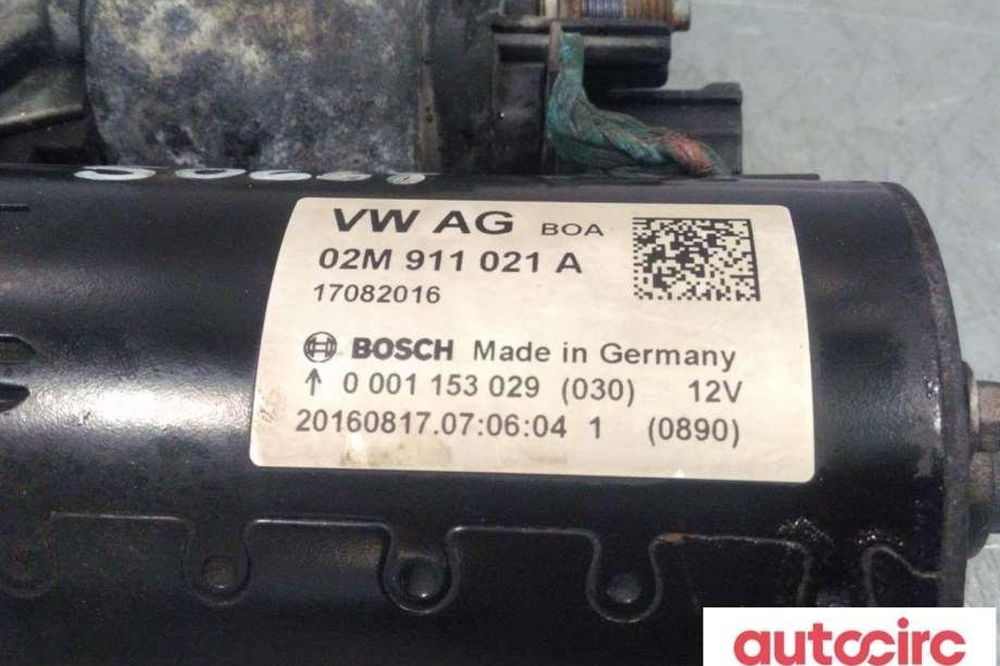 VW AG BOA
02M 911 021 A
17082016
BOSCH Made in Germany
↑ 0 001 153 029 (030) 12V
20160817.07:06:04 1 (0890)
autocirc